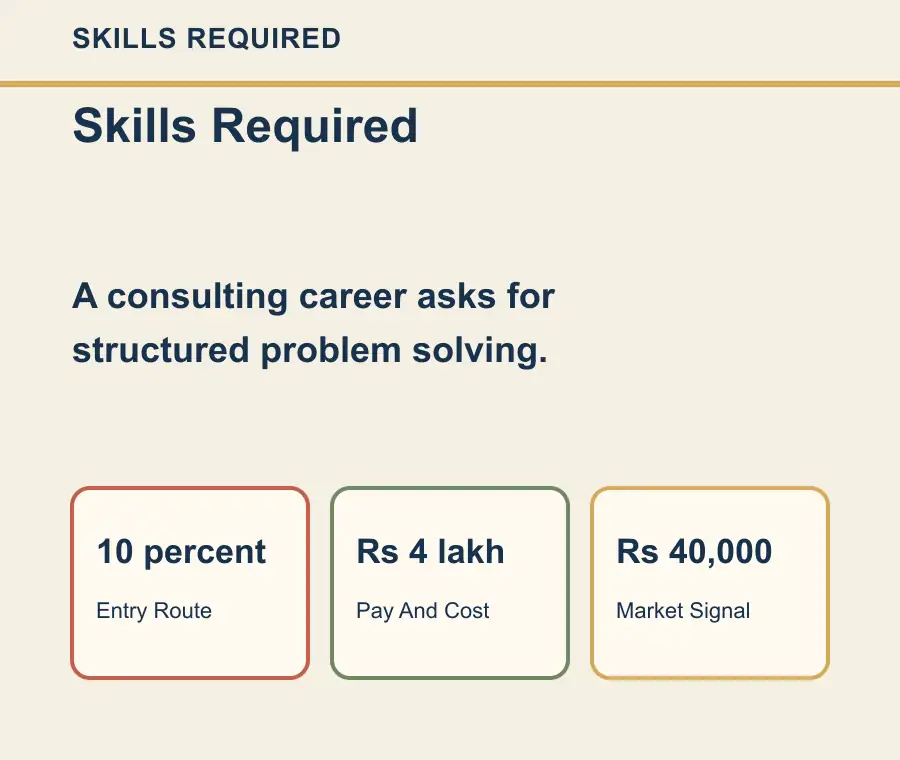 SKILLS REQUIRED
Skills Required
A consulting career asks for
structured problem solving.
10 percent
Entry Route
Rs 4 lakh
Pay And Cost
Rs 40,000
Market Signal